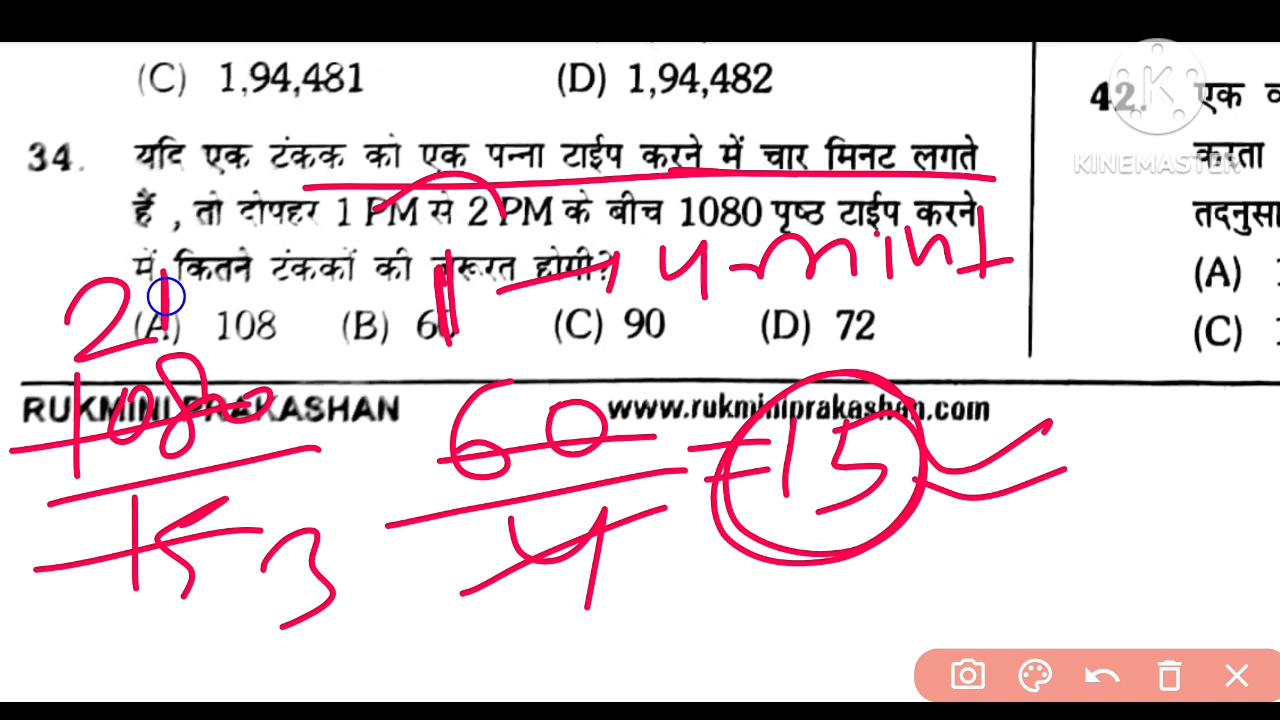 (C) 1,94,481 (D) 1,94,482
34. यदि एक टंकक को एक पन्ना टाईप करने में चार मिनट लगते
हैं, तो दोपहर 1 PM से 2 PM के बीच 1080 पृष्ठ टाईप करने
में कितने टंककों की जरूरत होगी?
1 → 4 mint
(A) 108 (B) 60 (C) 90 (D) 72
RUKMINI PRAKASHAN www.rukminiprakashan.com
42. एक
करता
तदनुसा
(A)
(C)
KINEMASTER
21
1080
15 3
60
4
= 15